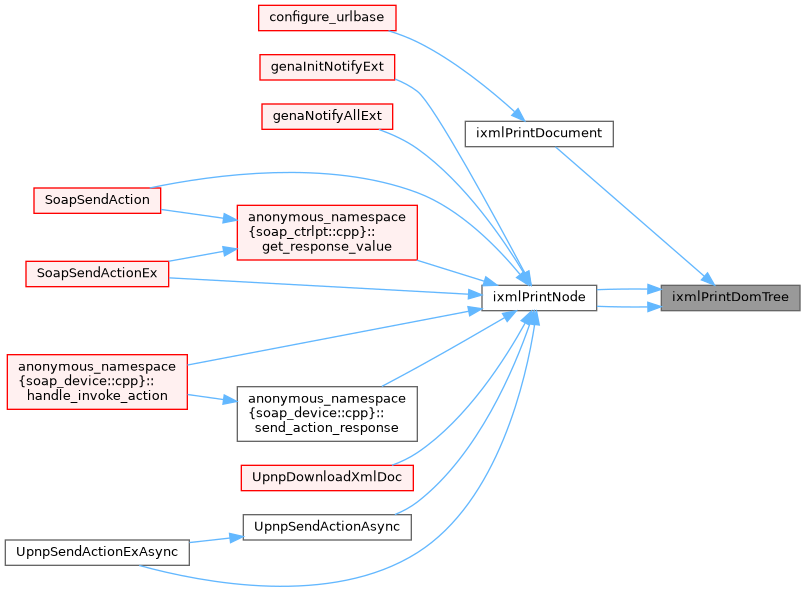 configure_urlbase
genaInitNotifyExt
genaNotifyAllExt
ixmlPrintDocument
SoapSendAction
anonymous_namespace
{soap_ctrlpt::cpp}::
get_response_value
SoapSendActionEx
ixmlPrintNode
ixmlPrintDomTree
anonymous_namespace
{soap_device::cpp}::
handle_invoke_action
anonymous_namespace
{soap_device::cpp}::
send_action_response
UpnpDownloadXmlDoc
UpnpSendActionAsync
UpnpSendActionExAsync